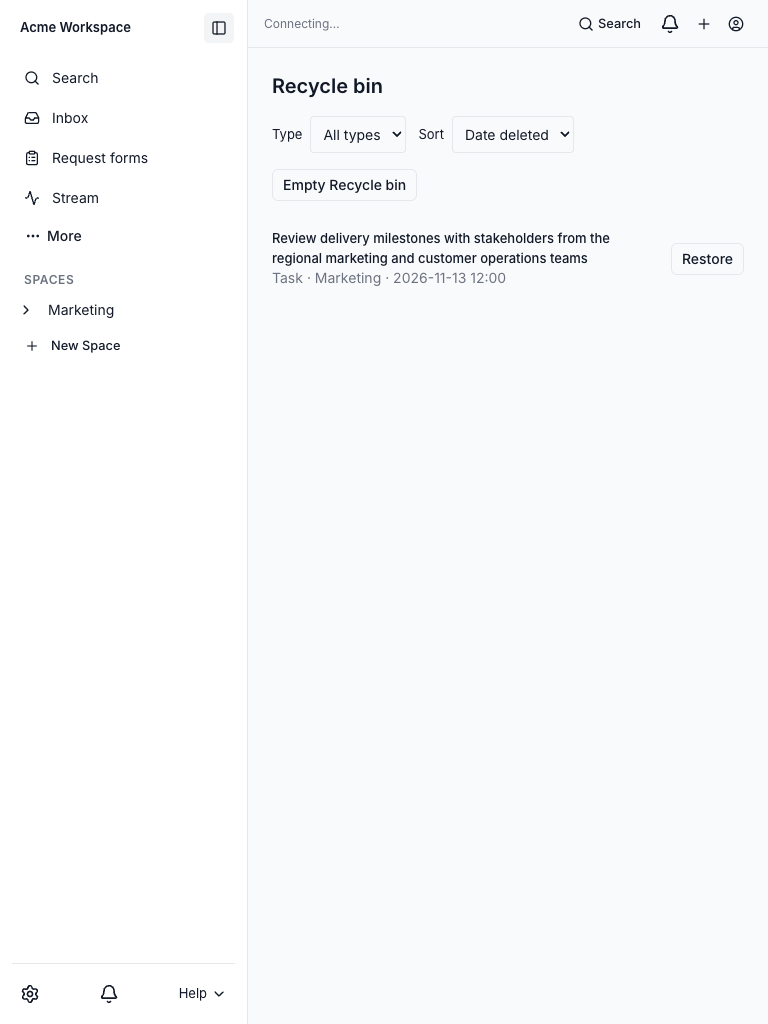 Acme Workspace
Search
Inbox
Request forms
Stream
More
SPACES
Marketing
New Space
Help
Connecting...
Search
Recycle bin
Type
All types
Sort
Date deleted
Empty Recycle bin
Review delivery milestones with stakeholders from the
regional marketing and customer operations teams
Task · Marketing · 2026-11-13 12:00
Restore